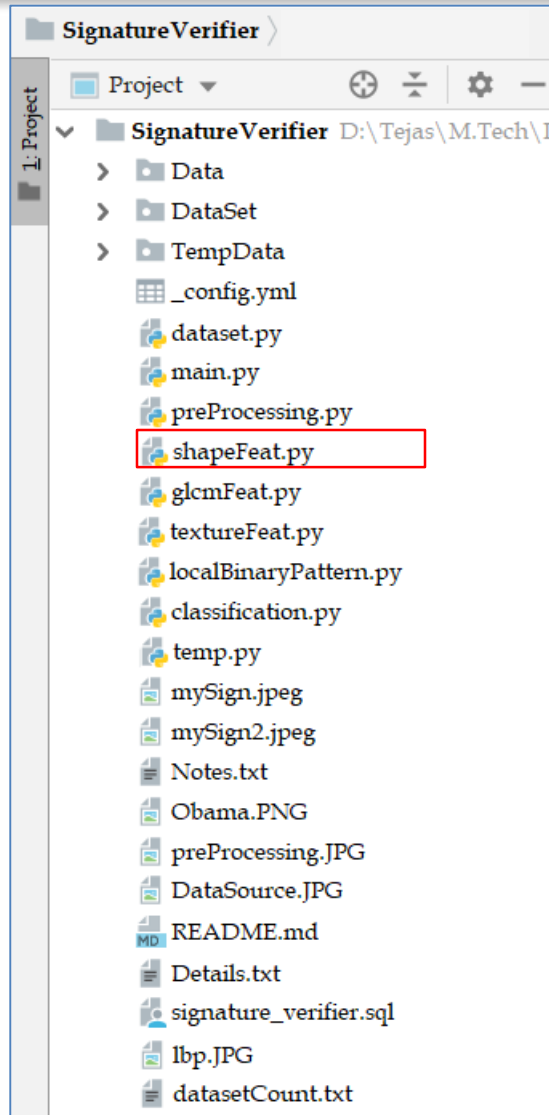 SignatureVerifier
Project
1: Project
SignatureVerifier D:\Tejas\M.Tech\
Data
DataSet
TempData
_config.yml
dataset.py
main.py
preProcessing.py
shapeFeat.py
glcmFeat.py
textureFeat.py
localBinaryPattern.py
classification.py
temp.py
mySign.jpeg
mySign2.jpeg
Notes.txt
Obama.PNG
preProcessing.JPG
DataSource.JPG
MD README.md
Details.txt
signature_verifier.sql
lbp.JPG
datasetCount.txt